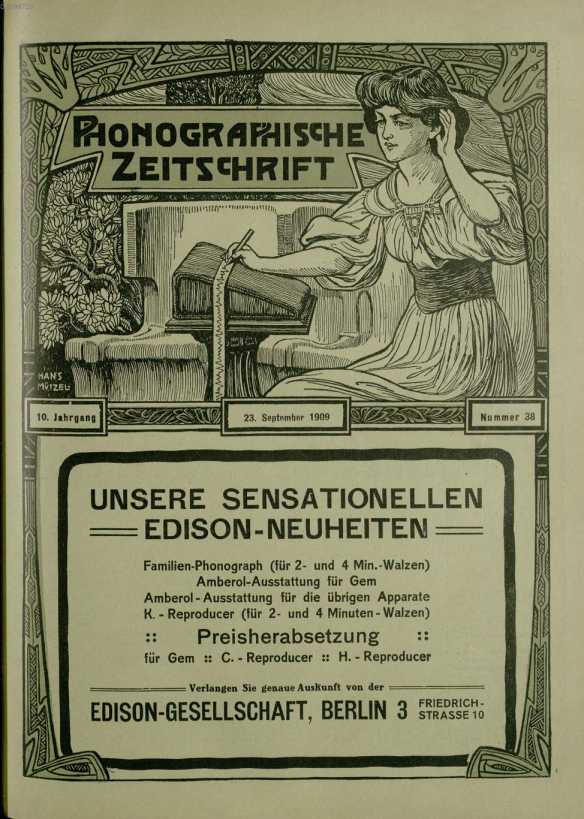 PHONOGRAPHISCHE
ZEITSCHRIFT
HANS
MÜTZEL
10. Jahrgang
23. September 1909
Nummer 38
UNSERE SENSATIONELLEN
EDISON-NEUHEITEN
Familien-Phonograph (für 2- und 4 Min.-Walzen)
Amberol-Ausstattung für Gem
Amberol-Ausstattung für die übrigen Apparate
K.-Reproducer (für 2- und 4 Minuten-Walzen)
:: Preisherabsetzung ::
für Gem :: C.-Reproducer :: H.-Reproducer
Verlangen Sie genaue Auskunft von der
EDISON-GESELLSCHAFT, BERLIN 3 FRIEDRICH-
STRASSE 10